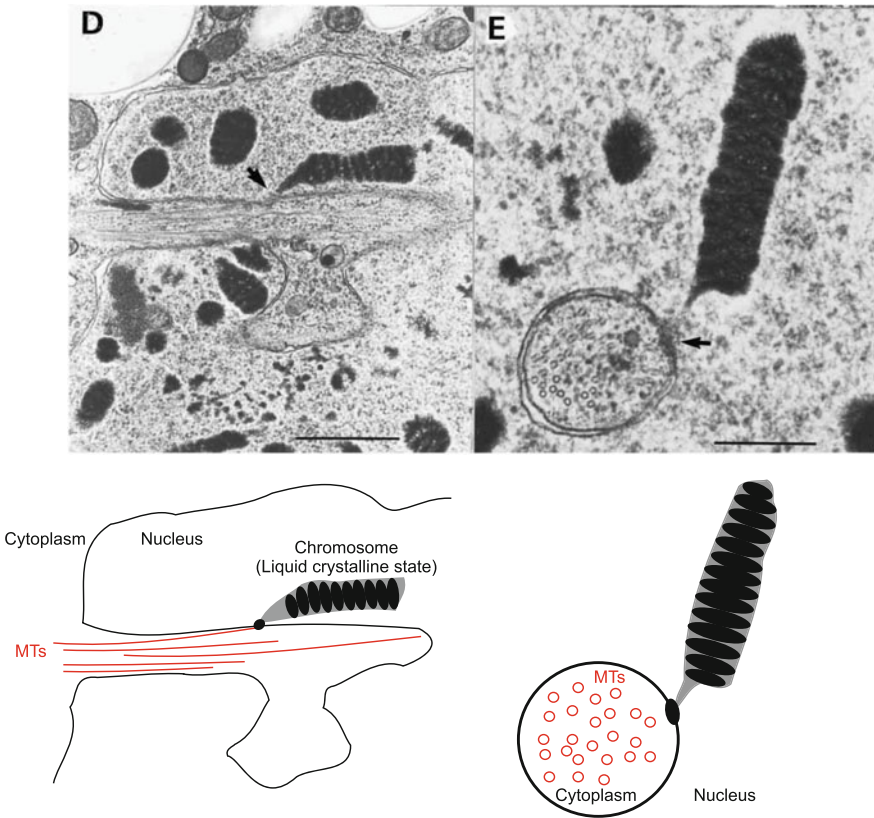 D
E
Cytoplasm
Nucleus
Chromosome
(Liquid crystalline state)
MTs
MTs
Cytoplasm
Nucleus